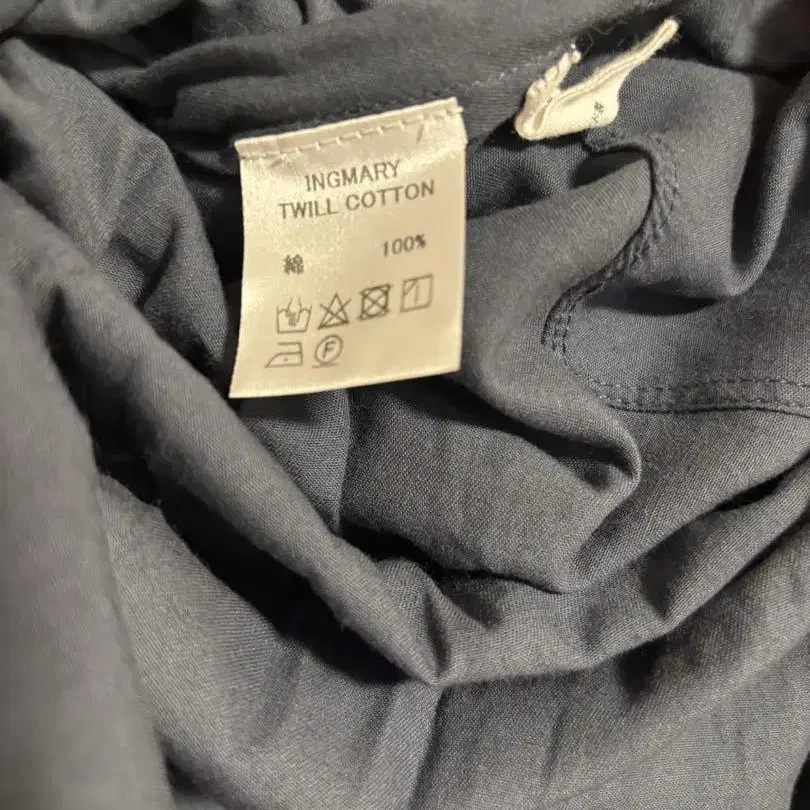 INGMARY
TWILL COTTON
綿 100%
F